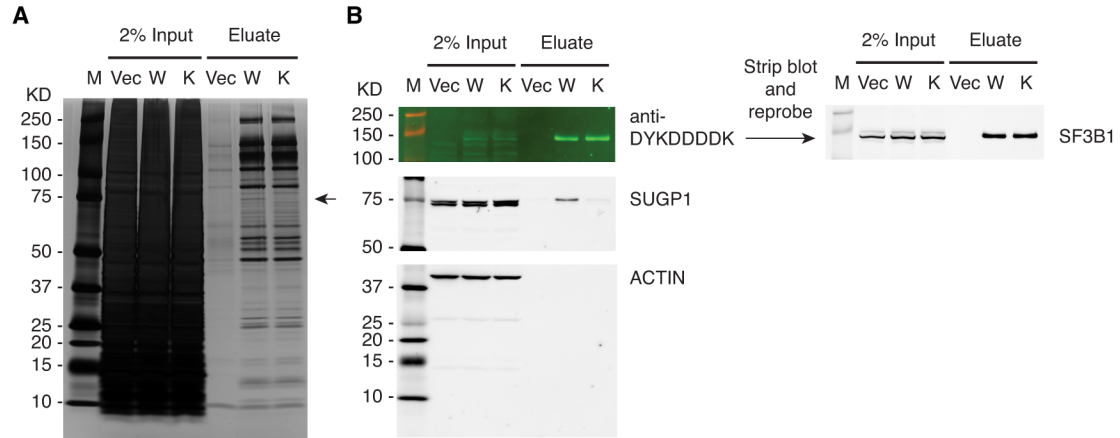 A
2% Input Eluate
M Vec W K Vec W K
KD
250 -
150 -
100 -
75 -
50 -
37 -
25 -
20 -
15 -
10 -
B
2% Input Eluate
M Vec W K Vec W K
KD
250 -
150 -
100 -
anti-
DYKDDDDK
75 -
50 -
SUGP1
37 -
25 -
20 -
15 -
10 -
ACTIN
Strip blot
and
reprobe
2% Input Eluate
M Vec W K Vec W K
SF3B1